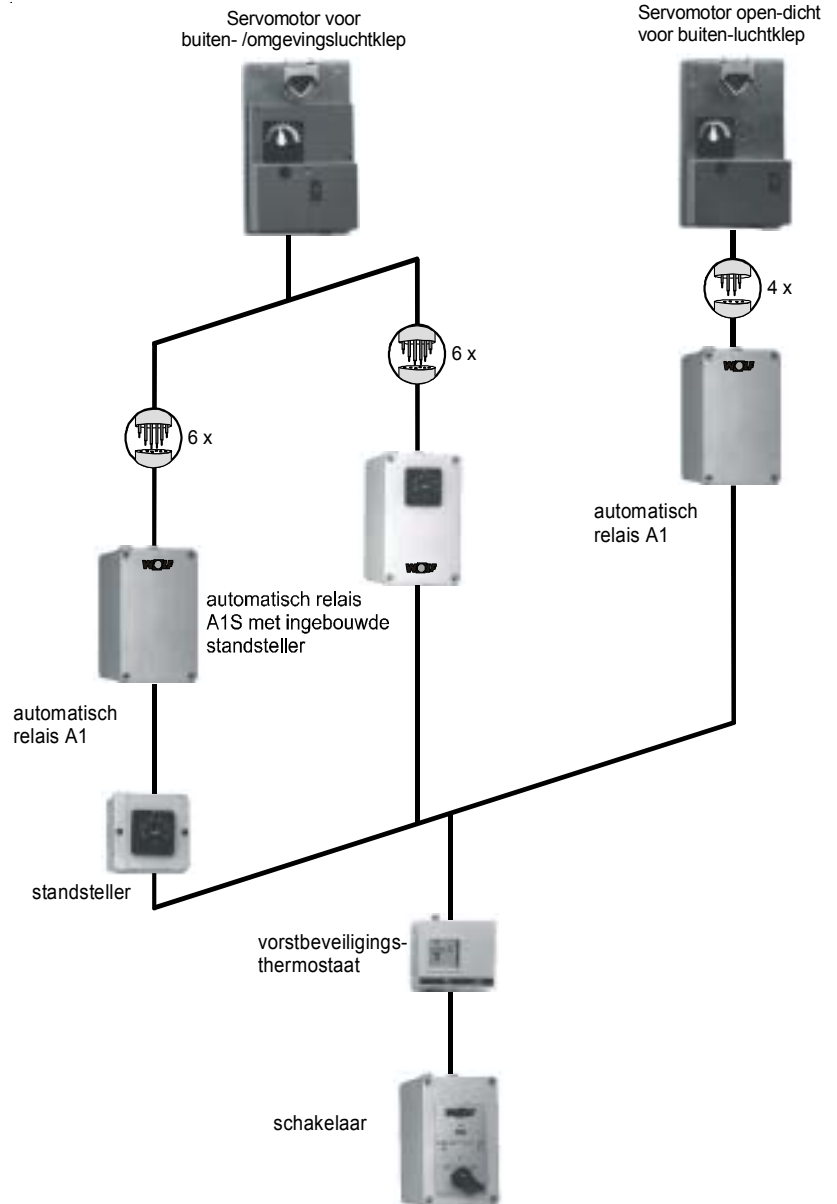 Servomotor voor
buiten- /omgevingsluchtklep
Servomotor open-dicht
voor buiten-luchtklep
4 x
6 x
6 x
WOLF
automatisch
relais A1
WOLF
WOLF
automatisch relais
A1S met ingebouwde
standsteller
automatisch
relais A1
standsteller
vorstbeveiligings-
thermostaat
WOLF
schakelaar